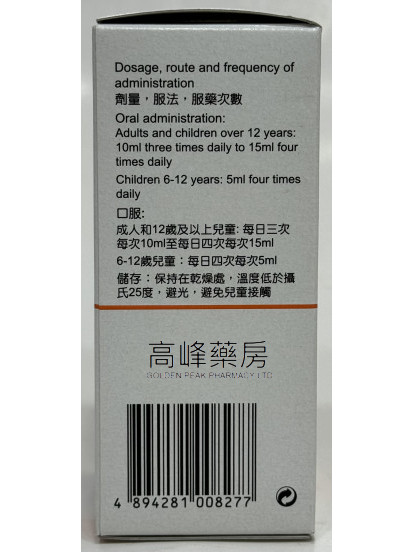 Dosage, route and frequency of
administration
劑量，服法，服藥次數
Oral administration:
Adults and children over 12 years:
10ml three times daily to 15ml four
times daily
Children 6-12 years: 5ml four times
daily
口服:
成人和12歲及以上兒童: 每日三次
每次10ml至每日四次每次15ml
6-12歲兒童：每日四次每次5ml
儲存：保持在乾燥處，溫度低於攝
氏25度，避光，避免兒童接觸
高峰藥房
GOLDEN PEAK PHARMACY LTD
4 894281 008277